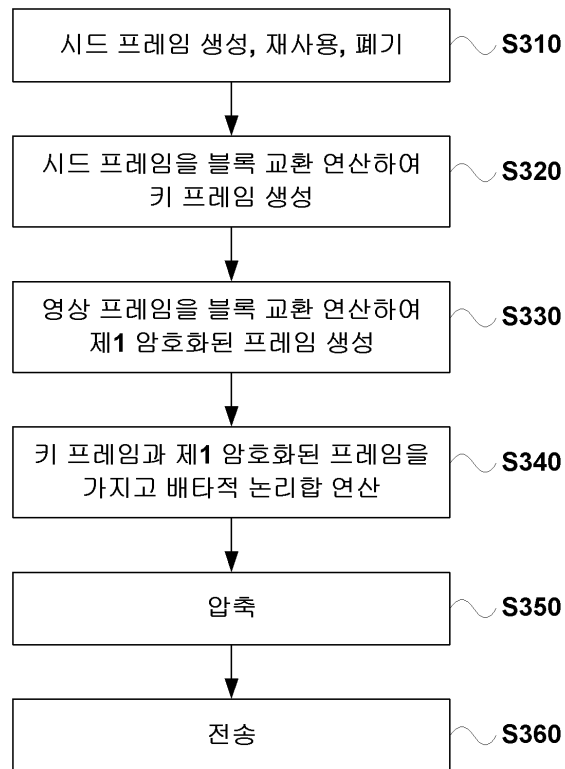 시드 프레임 생성, 재사용, 폐기
S310
시드 프레임을 블록 교환 연산하여
키 프레임 생성
S320
영상 프레임을 블록 교환 연산하여
제1 암호화된 프레임 생성
S330
키 프레임과 제1 암호화된 프레임을
가지고 배타적 논리합 연산
S340
압축
S350
전송
S360